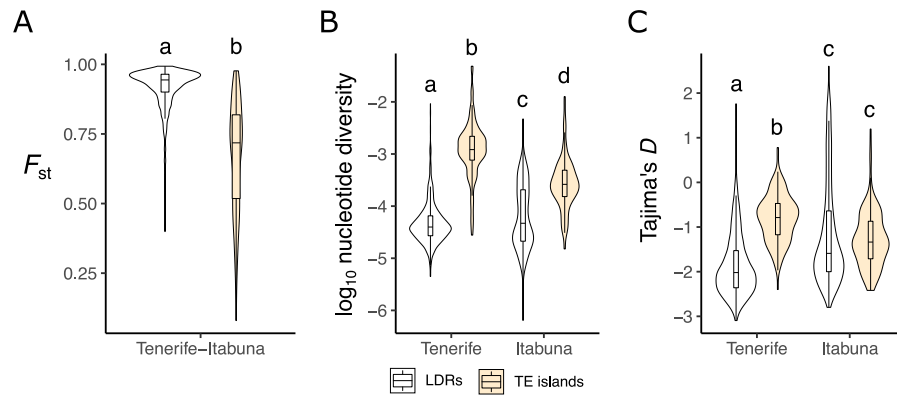 A
a
b
1.00
0.75
0.50
0.25
Fst
Tenerife−Itabuna
B
a
b
c
d
−2
−3
−4
−5
−6
log10 nucleotide diversity
Tenerife
Itabuna
C
a
b
c
c
2
1
0
−1
−2
−3
Tajima's D
Tenerife
Itabuna
LDRs
TE islands